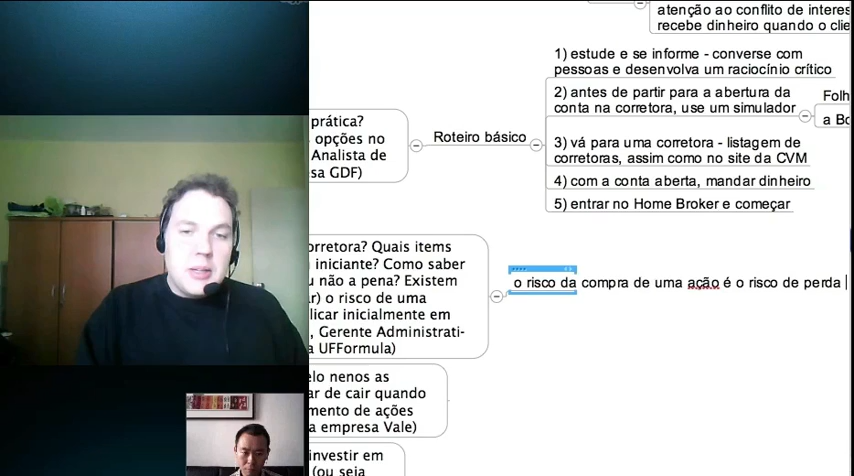 atenção ao conflito de interes
recebe dinheiro quando o clie
1) estude e se informe - converse com
pessoas e desenvolva um raciocínio crítico
2) antes de partir para a abertura da
conta na corretora, use um simulador
Folh
a Bo
3) vá para uma corretora - listagem de
corretoras, assim como no site da CVM
4) com a conta aberta, mandar dinheiro
5) entrar no Home Broker e começar
Roteiro básico
prática?
opções no
Analista de
sa GDF)
orretora? Quais items
iniciante? Como saber
u não a pena? Existem
ar) o risco de uma
licar inicialmente em
, Gerente Administrati-
a UFFormula)
o risco da compra de uma ação é o risco de perda
elo nenos as
ar de cair quando
mento de ações
a empresa Vale)
investir em
(ou seja